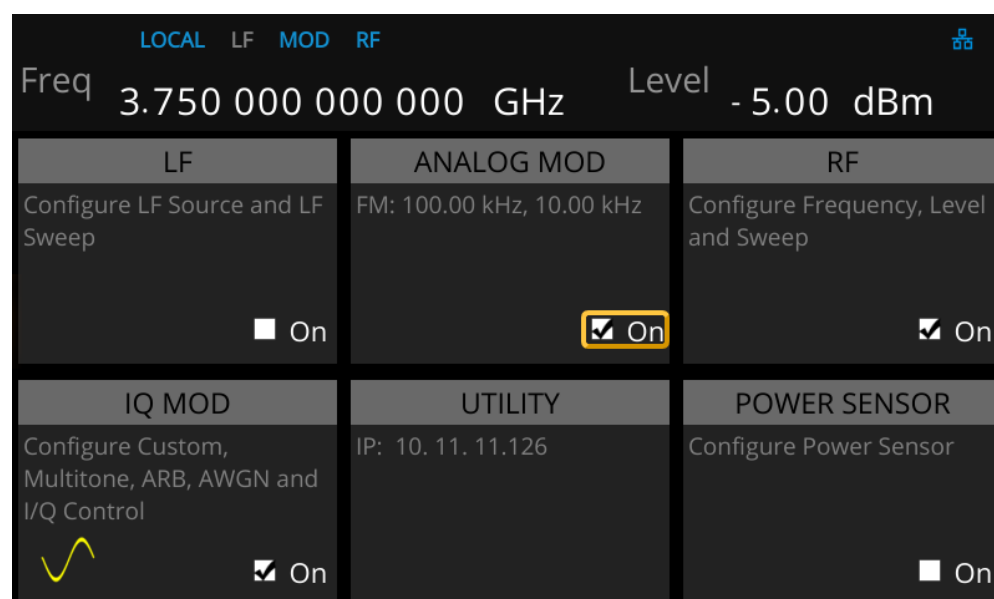 LOCAL LF MOD RF
Freq 3.750 000 000 000 GHz Level - 5.00 dBm
LF
Configure LF Source and LF
Sweep
On
ANALOG MOD
FM: 100.00 kHz, 10.00 kHz
On
RF
Configure Frequency, Level
and Sweep
On
IQ MOD
Configure Custom,
Multitone, ARB, AWGN and
I/Q Control
On
UTILITY
IP: 10. 11. 11.126
POWER SENSOR
Configure Power Sensor
On